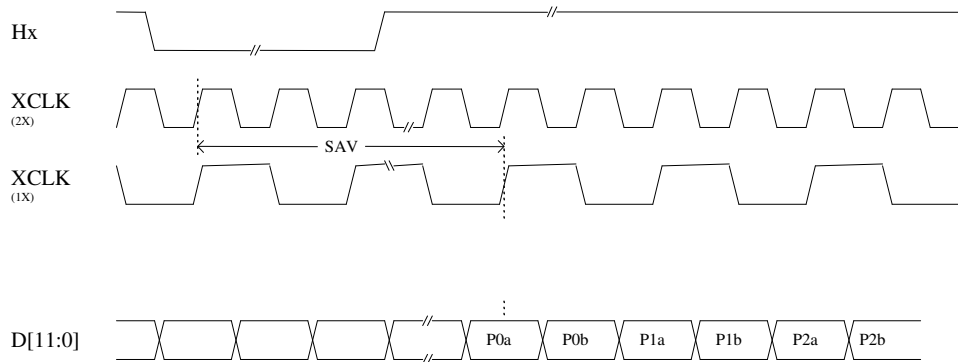 Hx
XCLK
(2X)
SAV
XCLK
(1X)
D[11:0]
P0a P0b P1a P1b P2a P2b